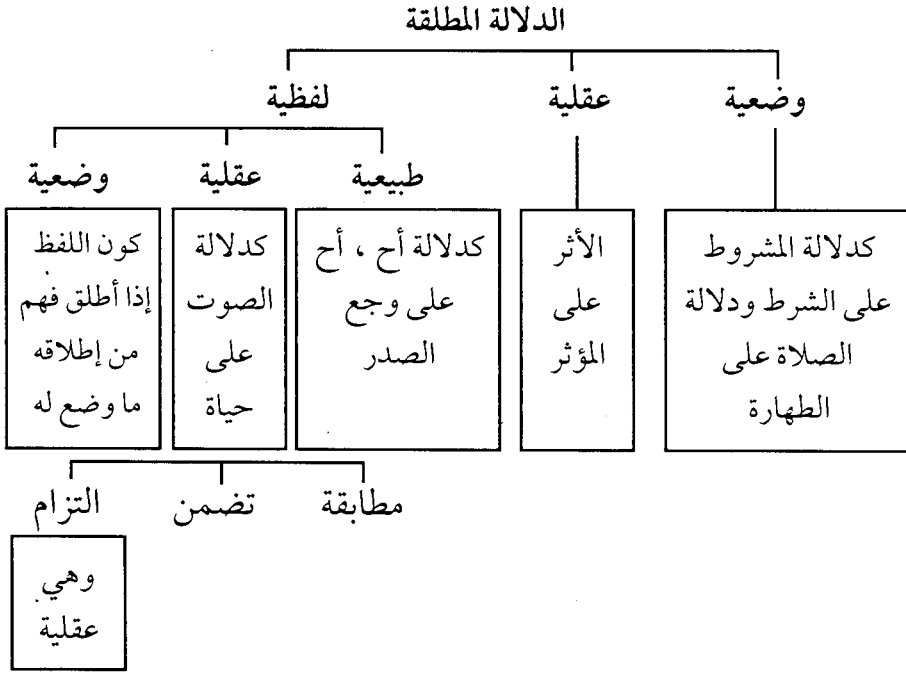 الدلالة المطلقة
وضعية
عقلية
لفظية
طبيعية
عقلية
وضعية
كدلالة المشروط
على الشرط ودلالة
الصلاة على
الطهارة
الأثر
على
المؤثر
كدلالة أح ، أح
على وجع
الصدر
كدلالة
الصوت
على
حياة
كون اللفظ
إذا أطلق فهم
من إطلاقه
ما وضع له
مطابقة
تضمن
التزام
وهي
عقلية